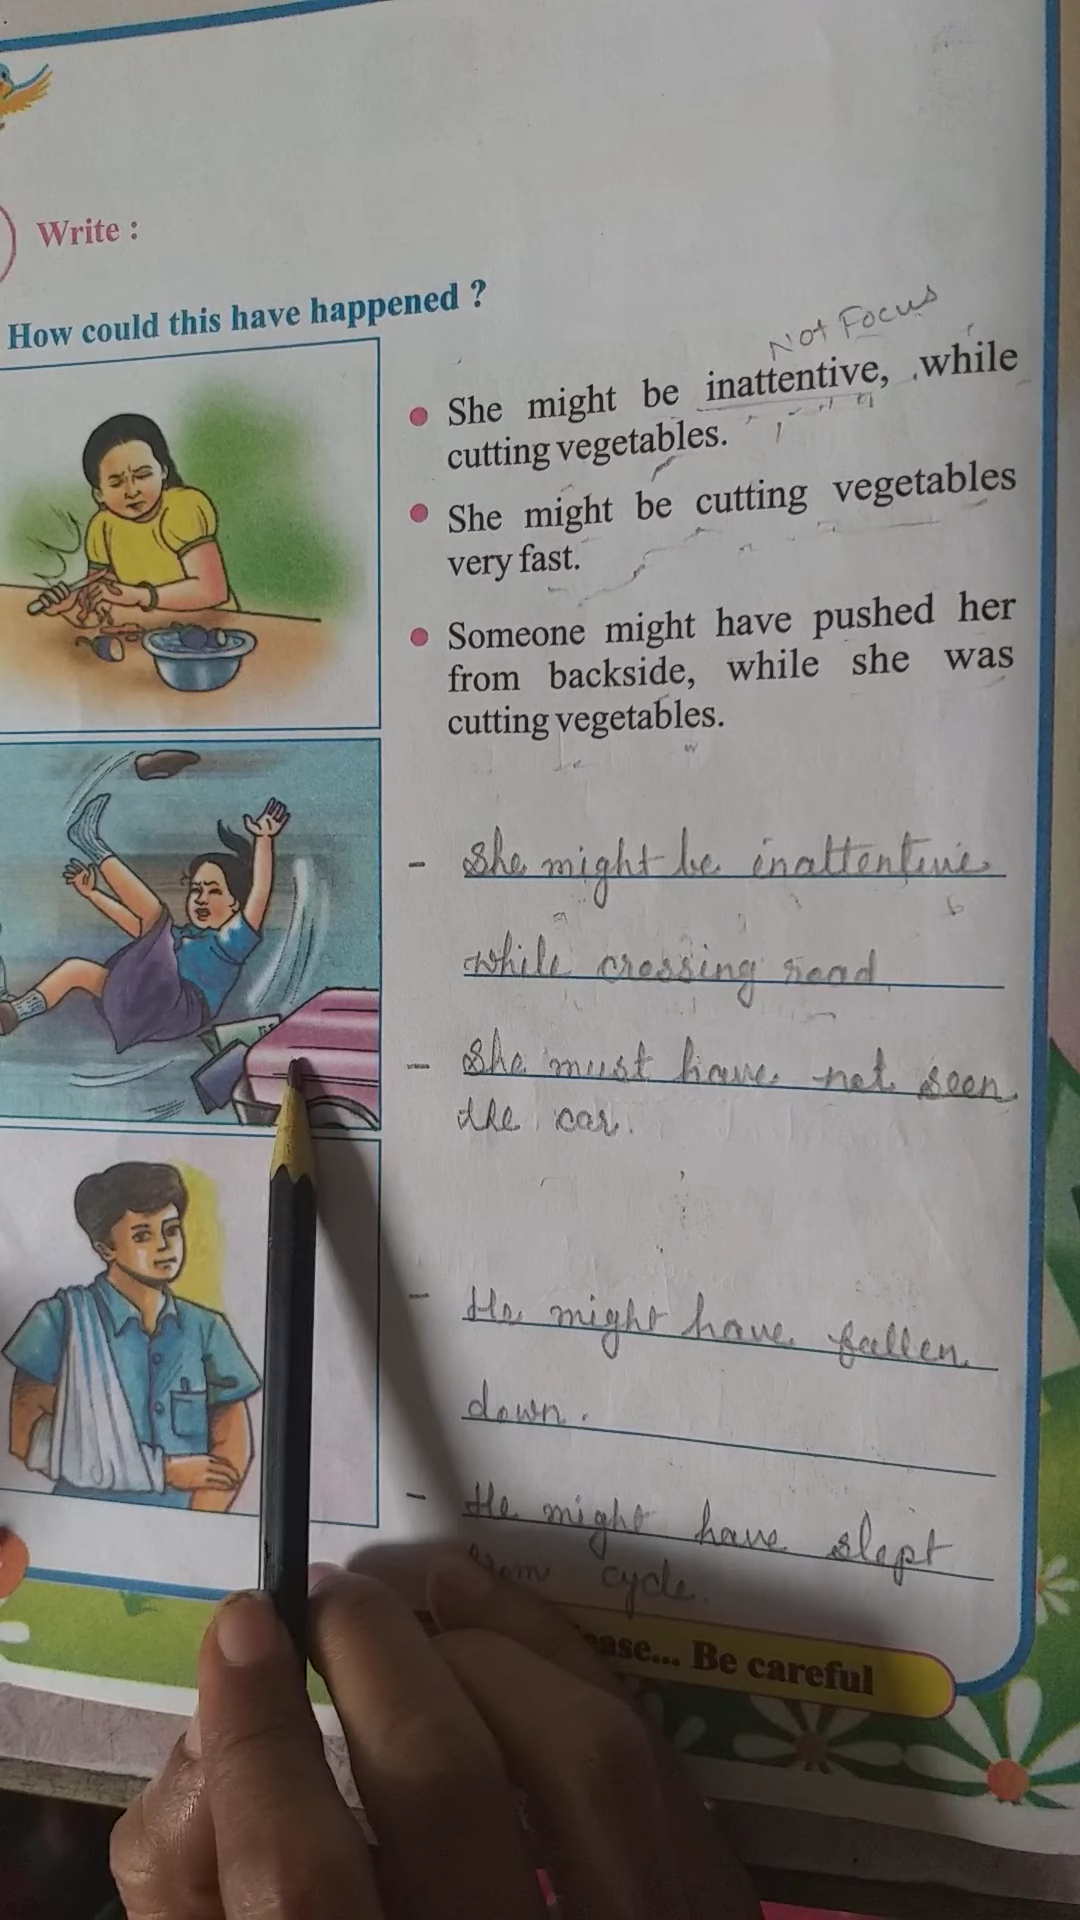 Write :
How could this have happened ?
Not Focus
She might be inattentive, while
cutting vegetables.
She might be cutting vegetables
very fast.
Someone might have pushed her
from backside, while she was
cutting vegetables.
- She might be inattentive
while crossing road
- She must have not seen
the car.
- He might have fallen
down.
- He might have slept
from cycle.
ease... Be careful